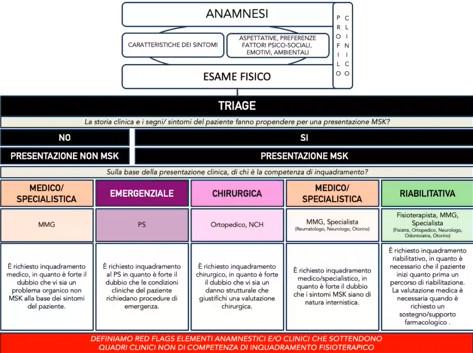 ANAMNESI
PROFILO
CLINICO
CARATTERISTICHE DEI SINTOMI
ASPETTATIVE, PREFERENZE
FATTORI PSICO-SOCIALI,
EMOTIVI, AMBIENTALI
ESAME FISICO
TRIAGE
La storia clinica e i segni/ sintomi del paziente fanno propendere per una presentazione MSK?
NO
SI
PRESENTAZIONE NON MSK
PRESENTAZIONE MSK
Sulla base della presentazione clinica, di chi è la competenza di inquadramento?
MEDICO/
SPECIALISTICA
MMG
È richiesto inquadramento
medico, in quanto è forte il
dubbio che vi sia un
problema organico non
MSK alla base dei sintomi
del paziente.
EMERGENZIALE
PS
È richiesto inquadramento
al PS in quanto è forte il
dubbio che le condizioni
cliniche del paziente
richiedano procedure di
emergenza.
CHIRURGICA
Ortopedico, NCH
È richiesto inquadramento
chirurgico, in quanto è forte
il dubbio che vi sia un
danno strutturale che
giustifichi una valutazione
chirurgica.
MEDICO/
SPECIALISTICA
MMG, Specialista
(Reumatologo, Neurologo, Otorino)
È richiesto inquadramento
medico/specialistico, in
quanto è forte il dubbio che
i sintomi MSK siano di
natura internistica.
RIABILITATIVA
Fisioterapista, MMG,
Specialista
(Fisiatra, Ortopedico, Neurologo,
Odontoiatra, Otorino)
È richiesto inquadramento
riabilitativo, in quanto è
necessario che il paziente
inizi quanto prima un
percorso di riabilitazione.
La valutazione medica è
necessaria quando è
richiesto un
sostegno/supporto
farmacologico .
DEFINIAMO RED FLAGS ELEMENTI ANAMNESTICI E/O CLINICI CHE SOTTENDONO
QUADRI CLINICI NON DI COMPETENZA DI INQUADRAMENTO FISIOTERAPICO